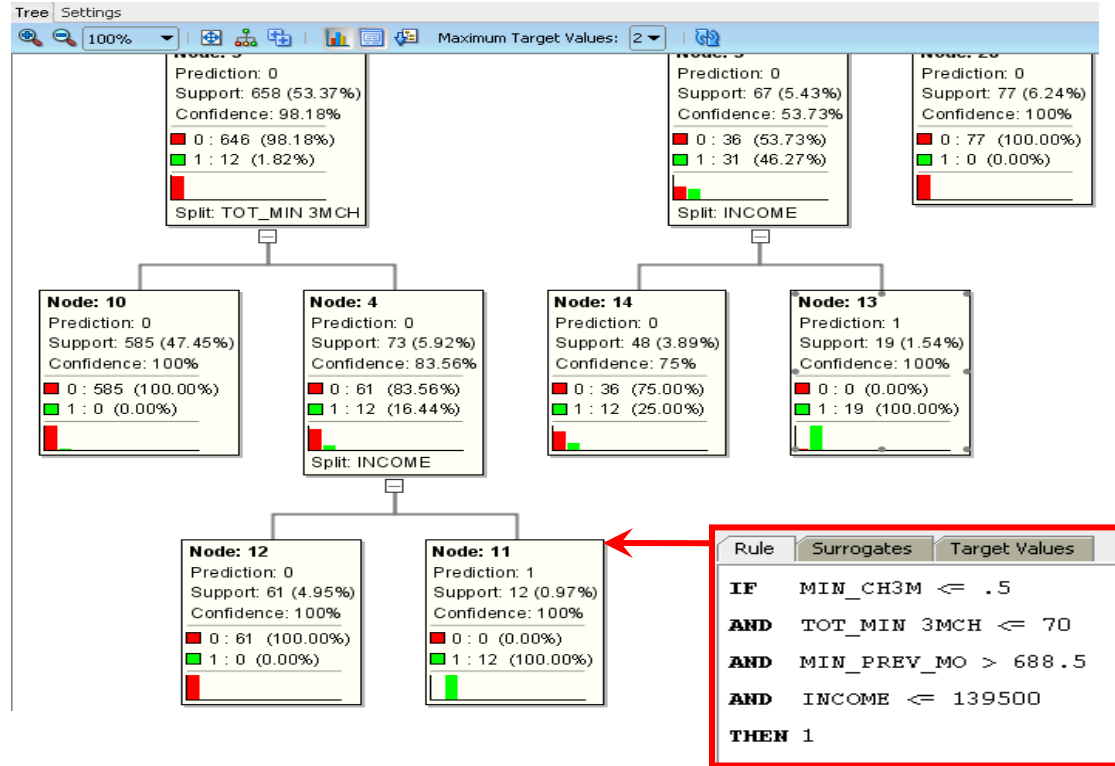 Tree Settings
100% Maximum Target Values: 2
Node:
Prediction: 0
Support: 658 (53.37%)
Confidence: 98.18%
0 : 646 (98.18%)
1 : 12 (1.82%)
Split: TOT_MIN 3MCH
Node:
Prediction: 0
Support: 67 (5.43%)
Confidence: 53.73%
0 : 36 (53.73%)
1 : 31 (46.27%)
Split: INCOME
Node:
Prediction: 0
Support: 77 (6.24%)
Confidence: 100%
0 : 77 (100.00%)
1 : 0 (0.00%)
Node: 10
Prediction: 0
Support: 585 (47.45%)
Confidence: 100%
0 : 585 (100.00%)
1 : 0 (0.00%)
Node: 4
Prediction: 0
Support: 73 (5.92%)
Confidence: 83.56%
0 : 61 (83.56%)
1 : 12 (16.44%)
Split: INCOME
Node: 14
Prediction: 0
Support: 48 (3.89%)
Confidence: 75%
0 : 36 (75.00%)
1 : 12 (25.00%)
Node: 13
Prediction: 1
Support: 19 (1.54%)
Confidence: 100%
0 : 0 (0.00%)
1 : 19 (100.00%)
Node: 12
Prediction: 0
Support: 61 (4.95%)
Confidence: 100%
0 : 61 (100.00%)
1 : 0 (0.00%)
Node: 11
Prediction: 1
Support: 12 (0.97%)
Confidence: 100%
0 : 0 (0.00%)
1 : 12 (100.00%)
Rule Surrogates Target Values
IF MIN_CH3M <= .5
AND TOT_MIN 3MCH <= 70
AND MIN_PREV_MO > 688.5
AND INCOME <= 139500
THEN 1